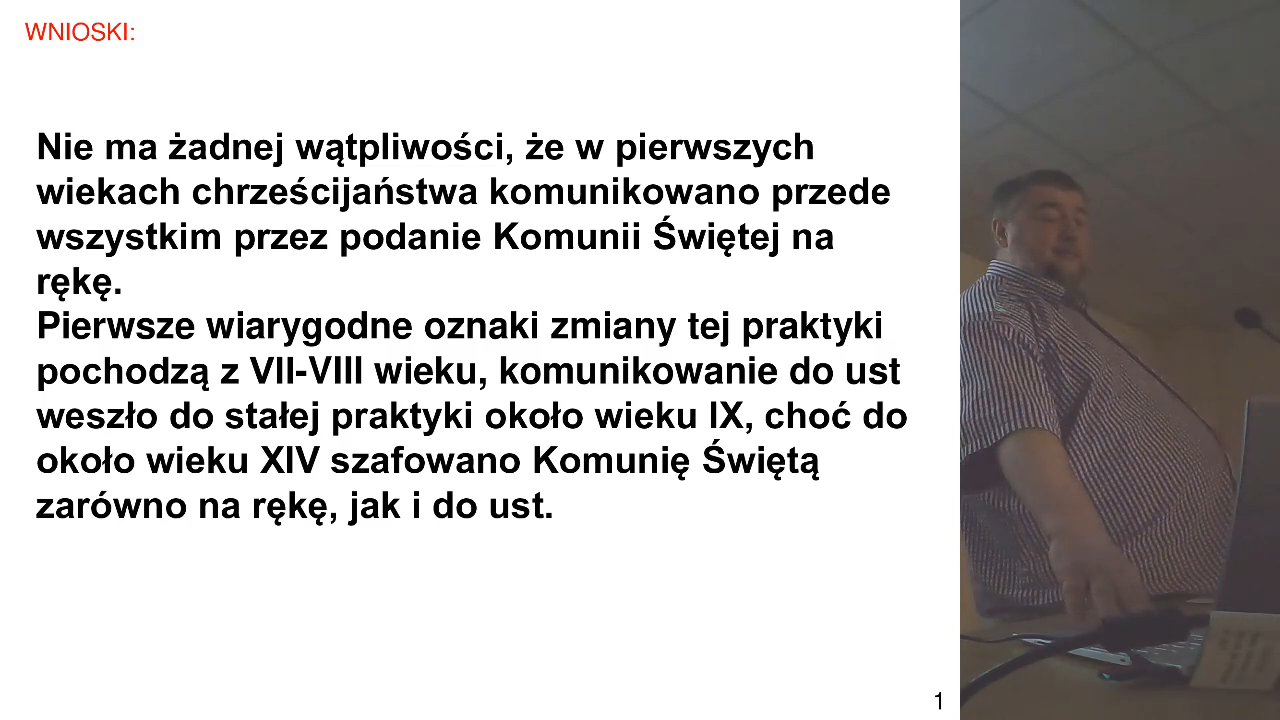 WNIOSKI:
Nie ma żadnej wątpliwości, że w pierwszych
wiekach chrześcijaństwa komunikowano przede
wszystkim przez podanie Komunii Świętej na
rękę.
Pierwsze wiarygodne oznaki zmiany tej praktyki
pochodzą z VII-VIII wieku, komunikowanie do ust
weszło do stałej praktyki około wieku IX, choć do
około wieku XIV szafowano Komunię Świętą
zarówno na rękę, jak i do ust.
1